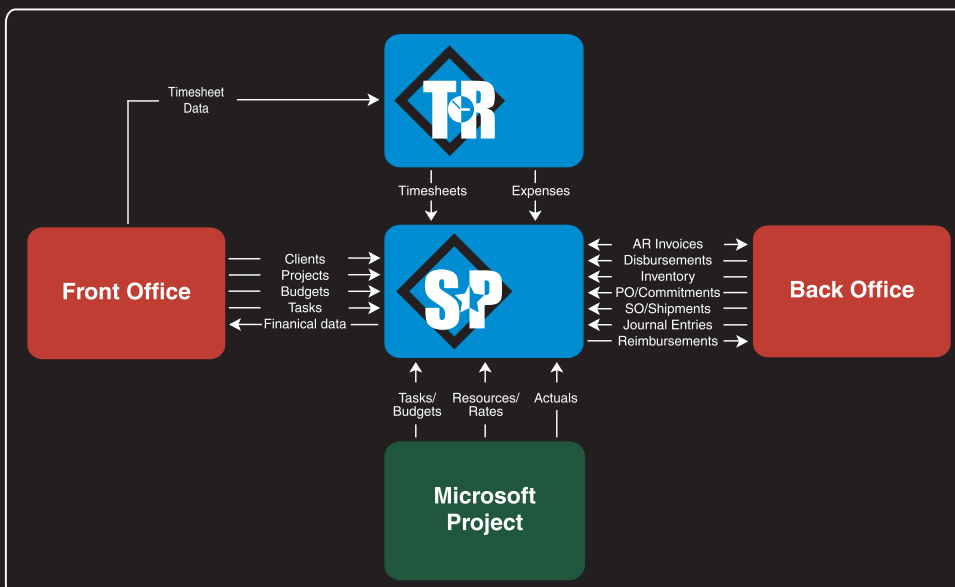 Timesheet
Data
T R
Timesheets
Expenses
Front Office
Clients
Projects
Budgets
Tasks
Finanical data
S P
AR Invoices
Disbursements
Inventory
PO/Commitments
SO/Shipments
Journal Entries
Reimbursements
Back Office
Tasks/
Budgets
Resources/
Rates
Actuals
Microsoft
Project